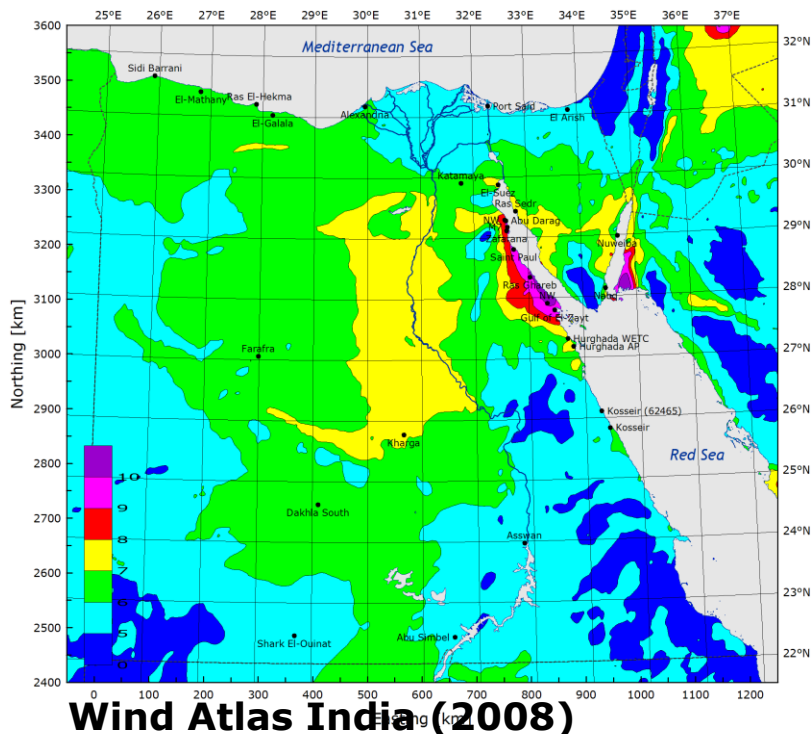 25°E 26°E 27°E 28°E 29°E 30°E 31°E 32°E 33°E 34°E 35°E 36°E 37°E
3600
3500
3400
3300
3200
3100
3000
2900
2800
2700
2600
2500
2400
Northing [km]
32°N
31°N
30°N
29°N
28°N
27°N
26°N
25°N
24°N
23°N
22°N
Mediterranean Sea
Sidi Barrani
El-Mathany
Ras El-Hekma
El-Galala
Alexandria
Port Said
El Arish
Katamaya
El-Suez
Ras Sedr
NW
Abu Darag
Zafarana
Saint Paul
Nuweiba
Ras Ghareb
Nabq
NW
Gulf of El-Zayt
Hurghada WETC
Hurghada AP
Farafra
Kosseir (62465)
Kosseir
Kharga
Red Sea
Dakhla South
Asswan
Shark El-Ouinat
Abu Simbel
10
9
8
7
6
5
0
0 100 200 300 400 500 600 700 800 900 1000 1100 1200
Easting [km]
Wind Atlas India (2008)